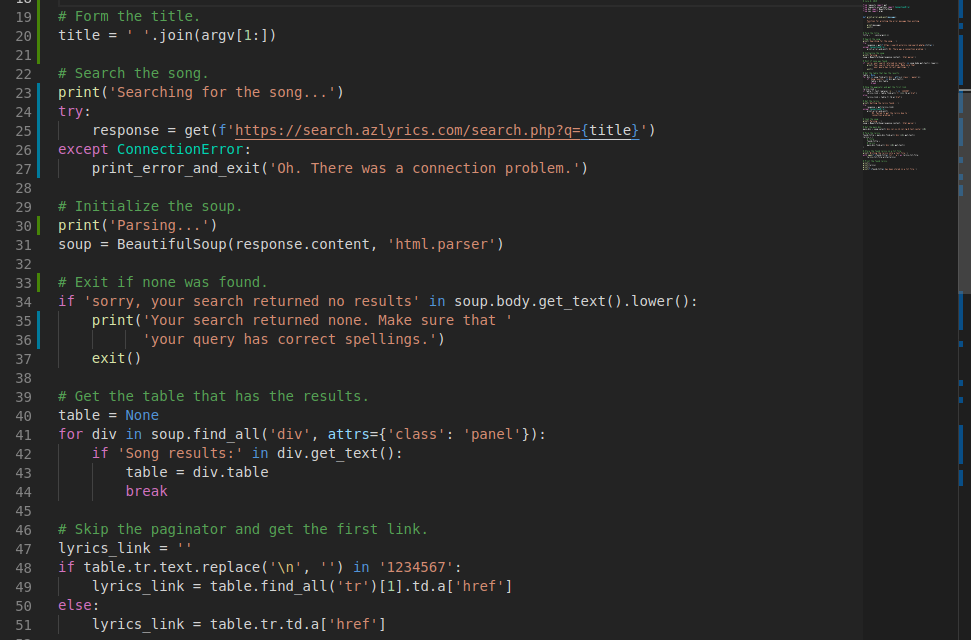 19 # Form the title.
20 title = ' '.join(argv[1:])
21
22 # Search the song.
23 print('Searching for the song...')
24 try:
25     response = get(f'https://search.azlyrics.com/search.php?q={title}')
26 except ConnectionError:
27     print_error_and_exit('Oh. There was a connection problem.')
28
29 # Initialize the soup.
30 print('Parsing...')
31 soup = BeautifulSoup(response.content, 'html.parser')
32
33 # Exit if none was found.
34 if 'sorry, your search returned no results' in soup.body.get_text().lower():
35     print('Your search returned none. Make sure that '
36           'your query has correct spellings.')
37     exit()
38
39 # Get the table that has the results.
40 table = None
41 for div in soup.find_all('div', attrs={'class': 'panel'}):
42     if 'Song results:' in div.get_text():
43         table = div.table
44         break
45
46 # Skip the paginator and get the first link.
47 lyrics_link = ''
48 if table.tr.text.replace('\n', '') in '1234567':
49     lyrics_link = table.find_all('tr')[1].td.a['href']
50 else:
51     lyrics_link = table.tr.td.a['href']